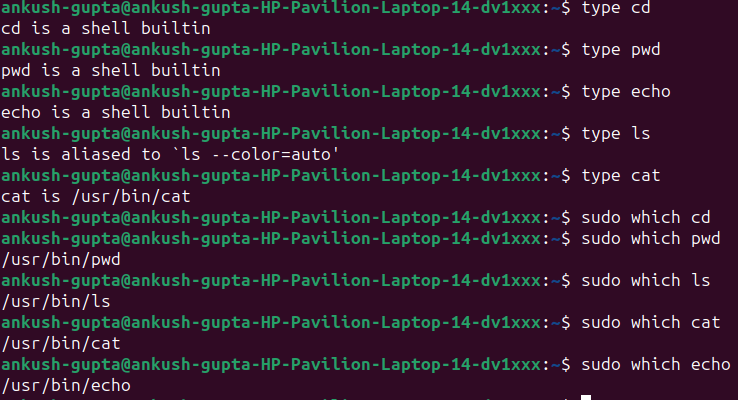 ankush-gupta@ankush-gupta-HP-Pavilion-Laptop-14-dv1xxx:~$ type cd
cd is a shell builtin
ankush-gupta@ankush-gupta-HP-Pavilion-Laptop-14-dv1xxx:~$ type pwd
pwd is a shell builtin
ankush-gupta@ankush-gupta-HP-Pavilion-Laptop-14-dv1xxx:~$ type echo
echo is a shell builtin
ankush-gupta@ankush-gupta-HP-Pavilion-Laptop-14-dv1xxx:~$ type ls
ls is aliased to `ls --color=auto'
ankush-gupta@ankush-gupta-HP-Pavilion-Laptop-14-dv1xxx:~$ type cat
cat is /usr/bin/cat
ankush-gupta@ankush-gupta-HP-Pavilion-Laptop-14-dv1xxx:~$ sudo which cd
ankush-gupta@ankush-gupta-HP-Pavilion-Laptop-14-dv1xxx:~$ sudo which pwd
/usr/bin/pwd
ankush-gupta@ankush-gupta-HP-Pavilion-Laptop-14-dv1xxx:~$ sudo which ls
/usr/bin/ls
ankush-gupta@ankush-gupta-HP-Pavilion-Laptop-14-dv1xxx:~$ sudo which cat
/usr/bin/cat
ankush-gupta@ankush-gupta-HP-Pavilion-Laptop-14-dv1xxx:~$ sudo which echo
/usr/bin/echo